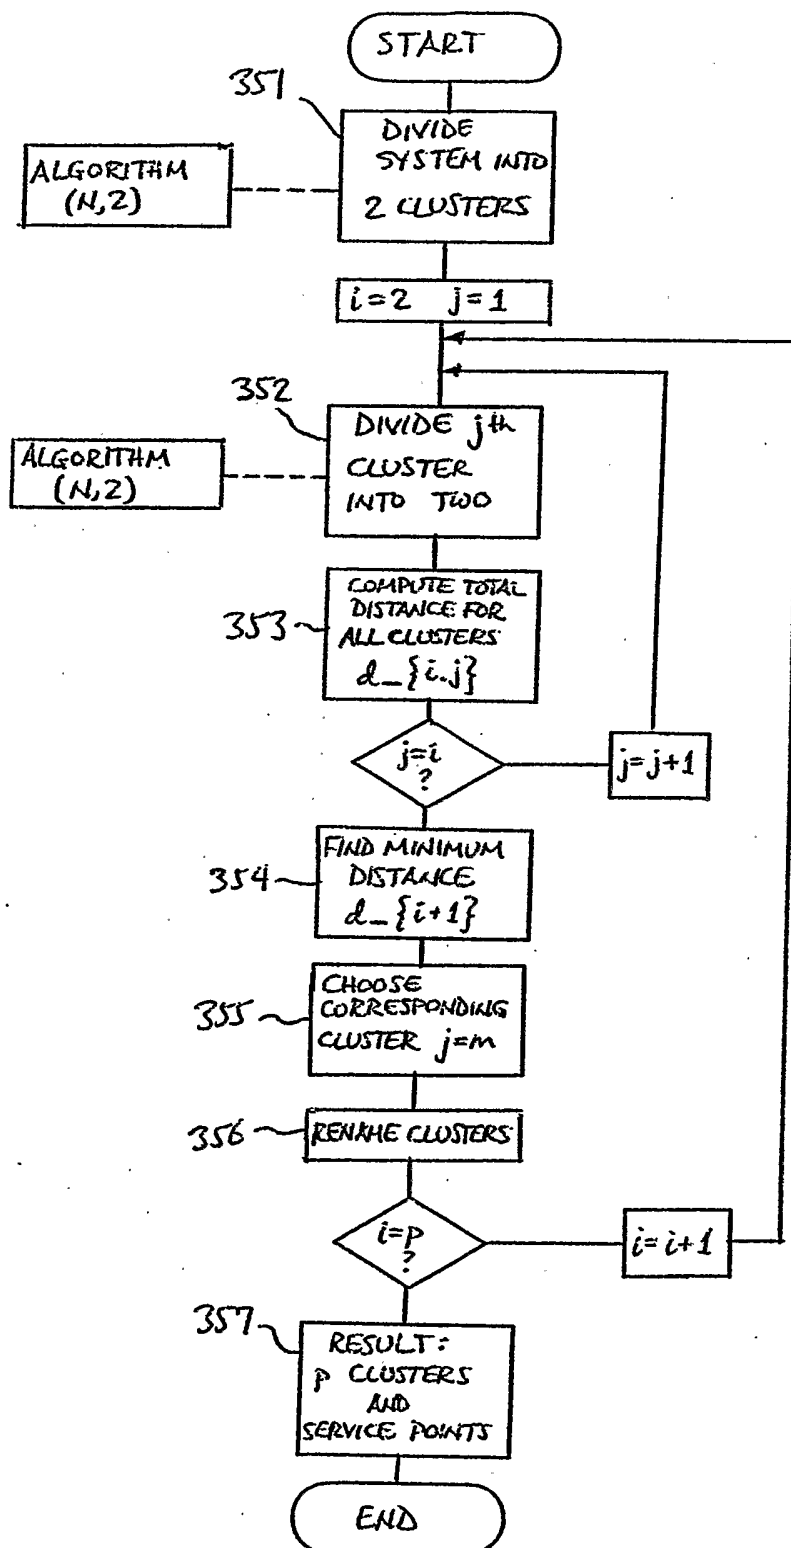 START
351
DIVIDE
SYSTEM INTO
2 CLUSTERS
ALGORITHM
(N,2)
i=2 j=1
352
DIVIDE jth
CLUSTER
INTO TWO
ALGORITHM
(N,2)
353
COMPUTE TOTAL
DISTANCE FOR
ALL CLUSTERS
d_{i.j}
j=i
?
j=j+1
354
FIND MINIMUM
DISTANCE
d_{i+1}
355
CHOOSE
CORRESPONDING
CLUSTER j=m
356
RENAME CLUSTERS
i=p
?
i=i+1
357
RESULT:
p CLUSTERS
AND
SERVICE POINTS
END